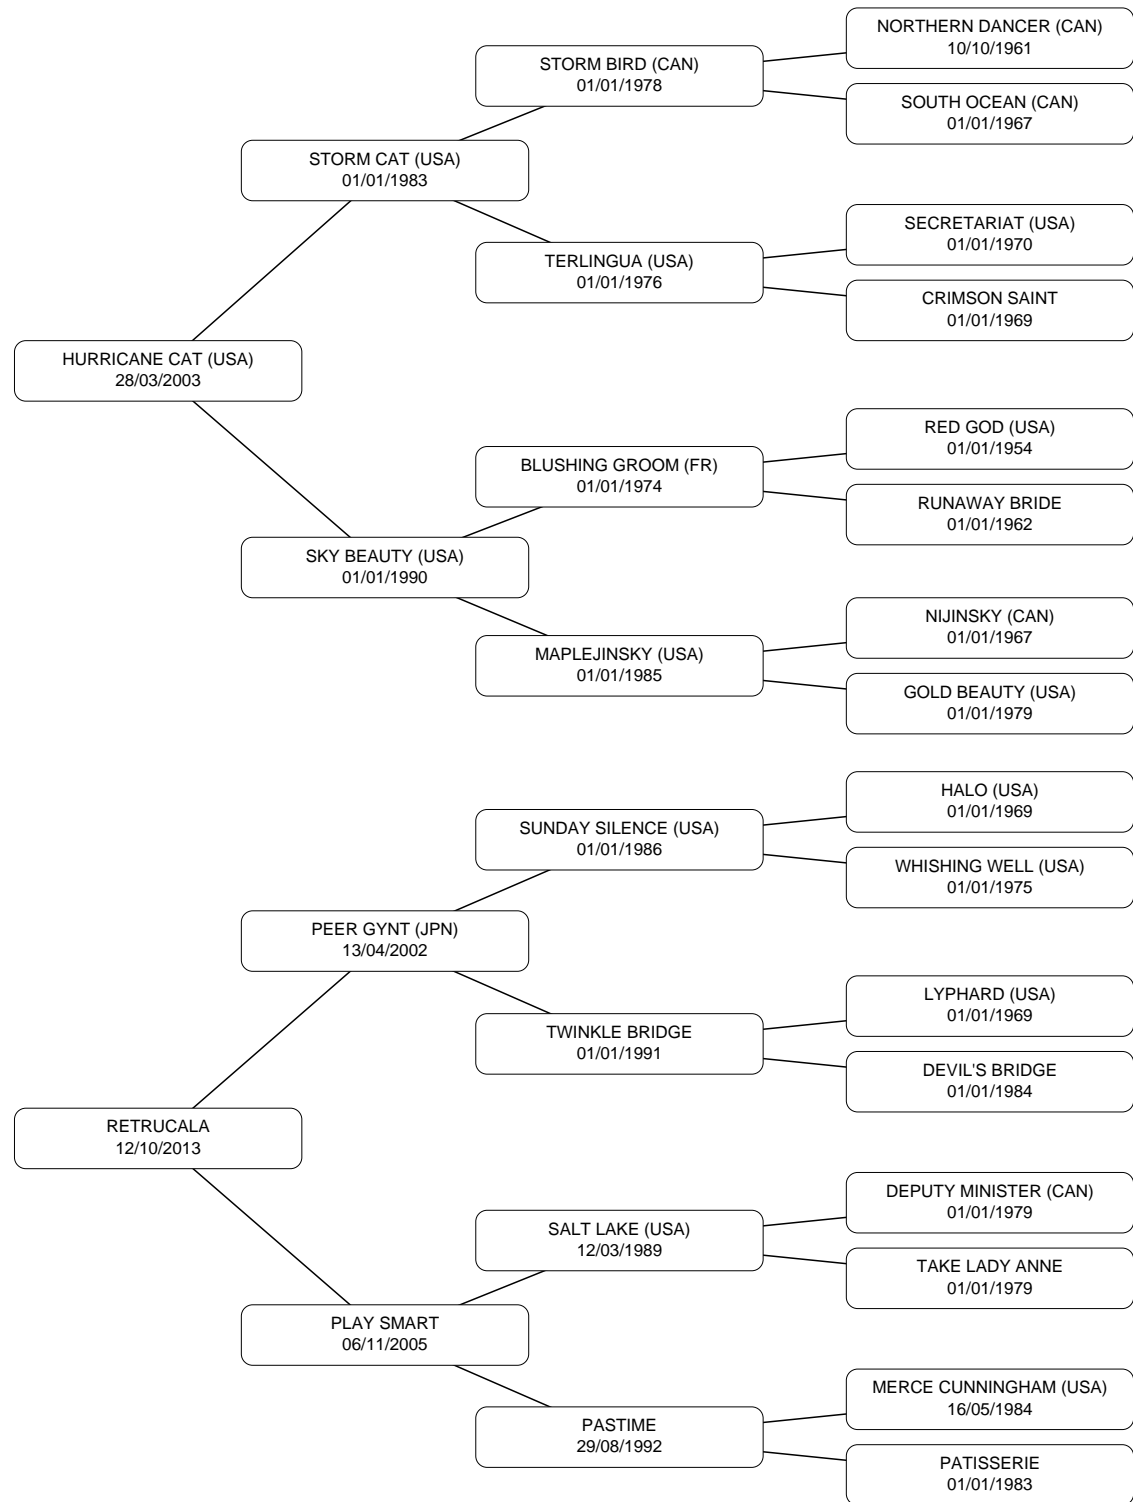 NORTHERN DANCER (CAN)
10/10/1961
STORM BIRD (CAN)
01/01/1978
SOUTH OCEAN (CAN)
01/01/1967
STORM CAT (USA)
01/01/1983
SECRETARIAT (USA)
01/01/1970
TERLINGUA (USA)
01/01/1976
CRIMSON SAINT
01/01/1969
HURRICANE CAT (USA)
28/03/2003
RED GOD (USA)
01/01/1954
BLUSHING GROOM (FR)
01/01/1974
RUNAWAY BRIDE
01/01/1962
SKY BEAUTY (USA)
01/01/1990
NIJINSKY (CAN)
01/01/1967
MAPLEJINSKY (USA)
01/01/1985
GOLD BEAUTY (USA)
01/01/1979
HALO (USA)
01/01/1969
SUNDAY SILENCE (USA)
01/01/1986
WHISHING WELL (USA)
01/01/1975
PEER GYNT (JPN)
13/04/2002
LYPHARD (USA)
01/01/1969
TWINKLE BRIDGE
01/01/1991
DEVIL'S BRIDGE
01/01/1984
RETRUCALA
12/10/2013
DEPUTY MINISTER (CAN)
01/01/1979
SALT LAKE (USA)
12/03/1989
TAKE LADY ANNE
01/01/1979
PLAY SMART
06/11/2005
MERCE CUNNINGHAM (USA)
16/05/1984
PASTIME
29/08/1992
PATISSERIE
01/01/1983